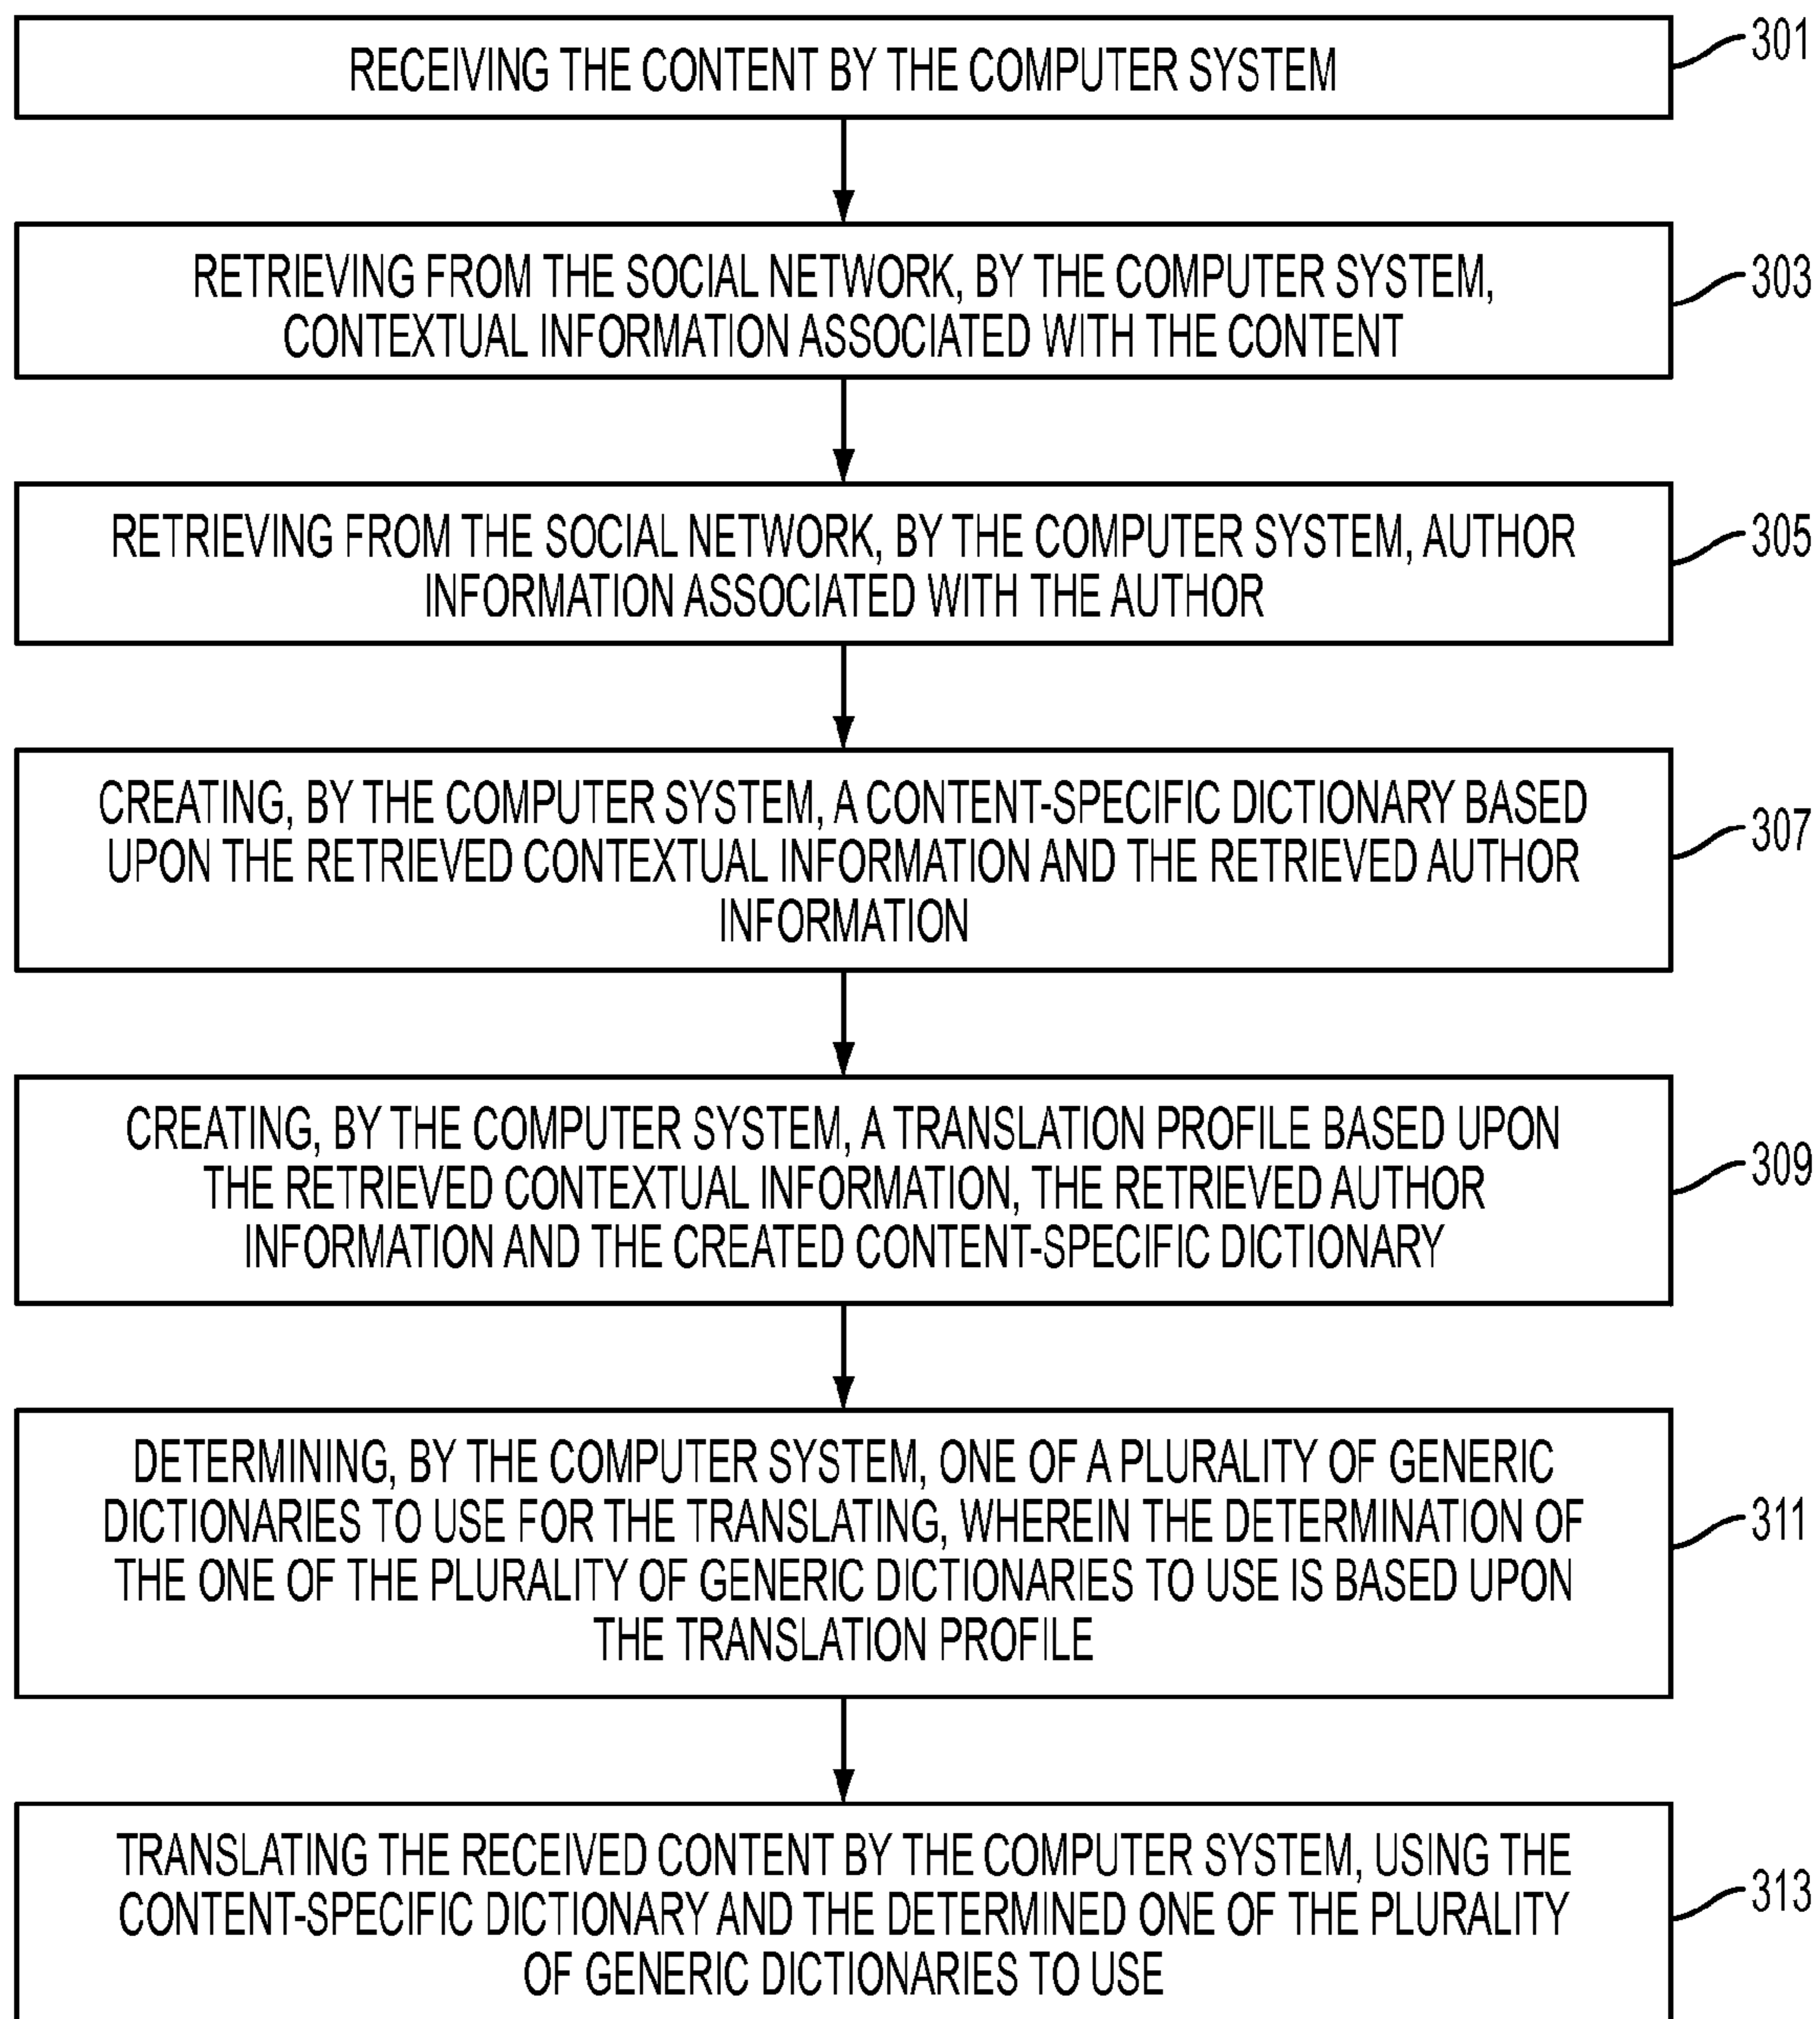 RECEIVING THE CONTENT BY THE COMPUTER SYSTEM
301
RETRIEVING FROM THE SOCIAL NETWORK, BY THE COMPUTER SYSTEM,
CONTEXTUAL INFORMATION ASSOCIATED WITH THE CONTENT
303
RETRIEVING FROM THE SOCIAL NETWORK, BY THE COMPUTER SYSTEM, AUTHOR
INFORMATION ASSOCIATED WITH THE AUTHOR
305
CREATING, BY THE COMPUTER SYSTEM, A CONTENT-SPECIFIC DICTIONARY BASED
UPON THE RETRIEVED CONTEXTUAL INFORMATION AND THE RETRIEVED AUTHOR
INFORMATION
307
CREATING, BY THE COMPUTER SYSTEM, A TRANSLATION PROFILE BASED UPON
THE RETRIEVED CONTEXTUAL INFORMATION, THE RETRIEVED AUTHOR
INFORMATION AND THE CREATED CONTENT-SPECIFIC DICTIONARY
309
DETERMINING, BY THE COMPUTER SYSTEM, ONE OF A PLURALITY OF GENERIC
DICTIONARIES TO USE FOR THE TRANSLATING, WHEREIN THE DETERMINATION OF
THE ONE OF THE PLURALITY OF GENERIC DICTIONARIES TO USE IS BASED UPON
THE TRANSLATION PROFILE
311
TRANSLATING THE RECEIVED CONTENT BY THE COMPUTER SYSTEM, USING THE
CONTENT-SPECIFIC DICTIONARY AND THE DETERMINED ONE OF THE PLURALITY
OF GENERIC DICTIONARIES TO USE
313